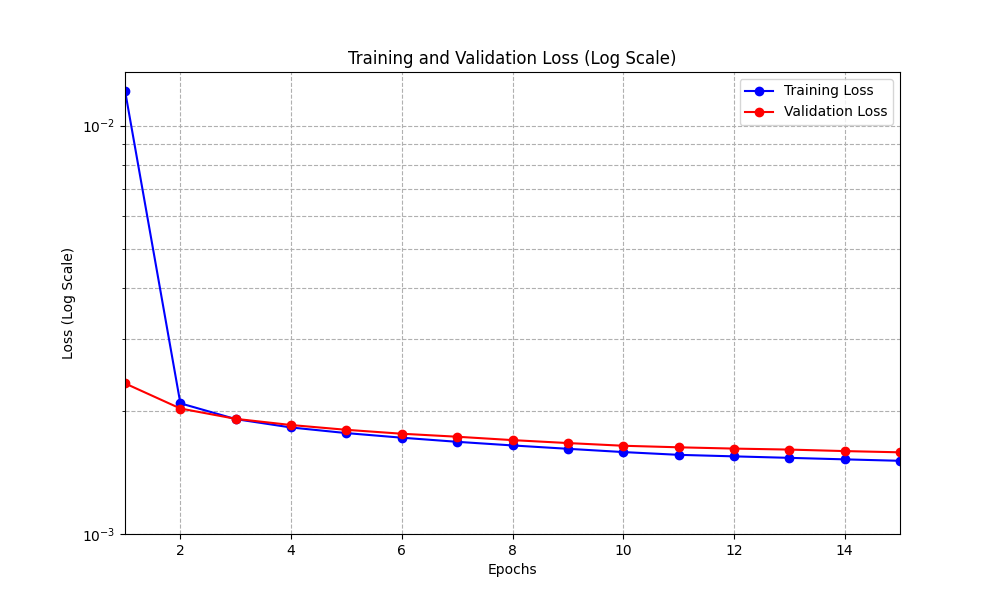 Training and Validation Loss (Log Scale)
Training Loss
Validation Loss
10⁻²
10⁻³
Loss (Log Scale)
2 4 6 8 10 12 14
Epochs